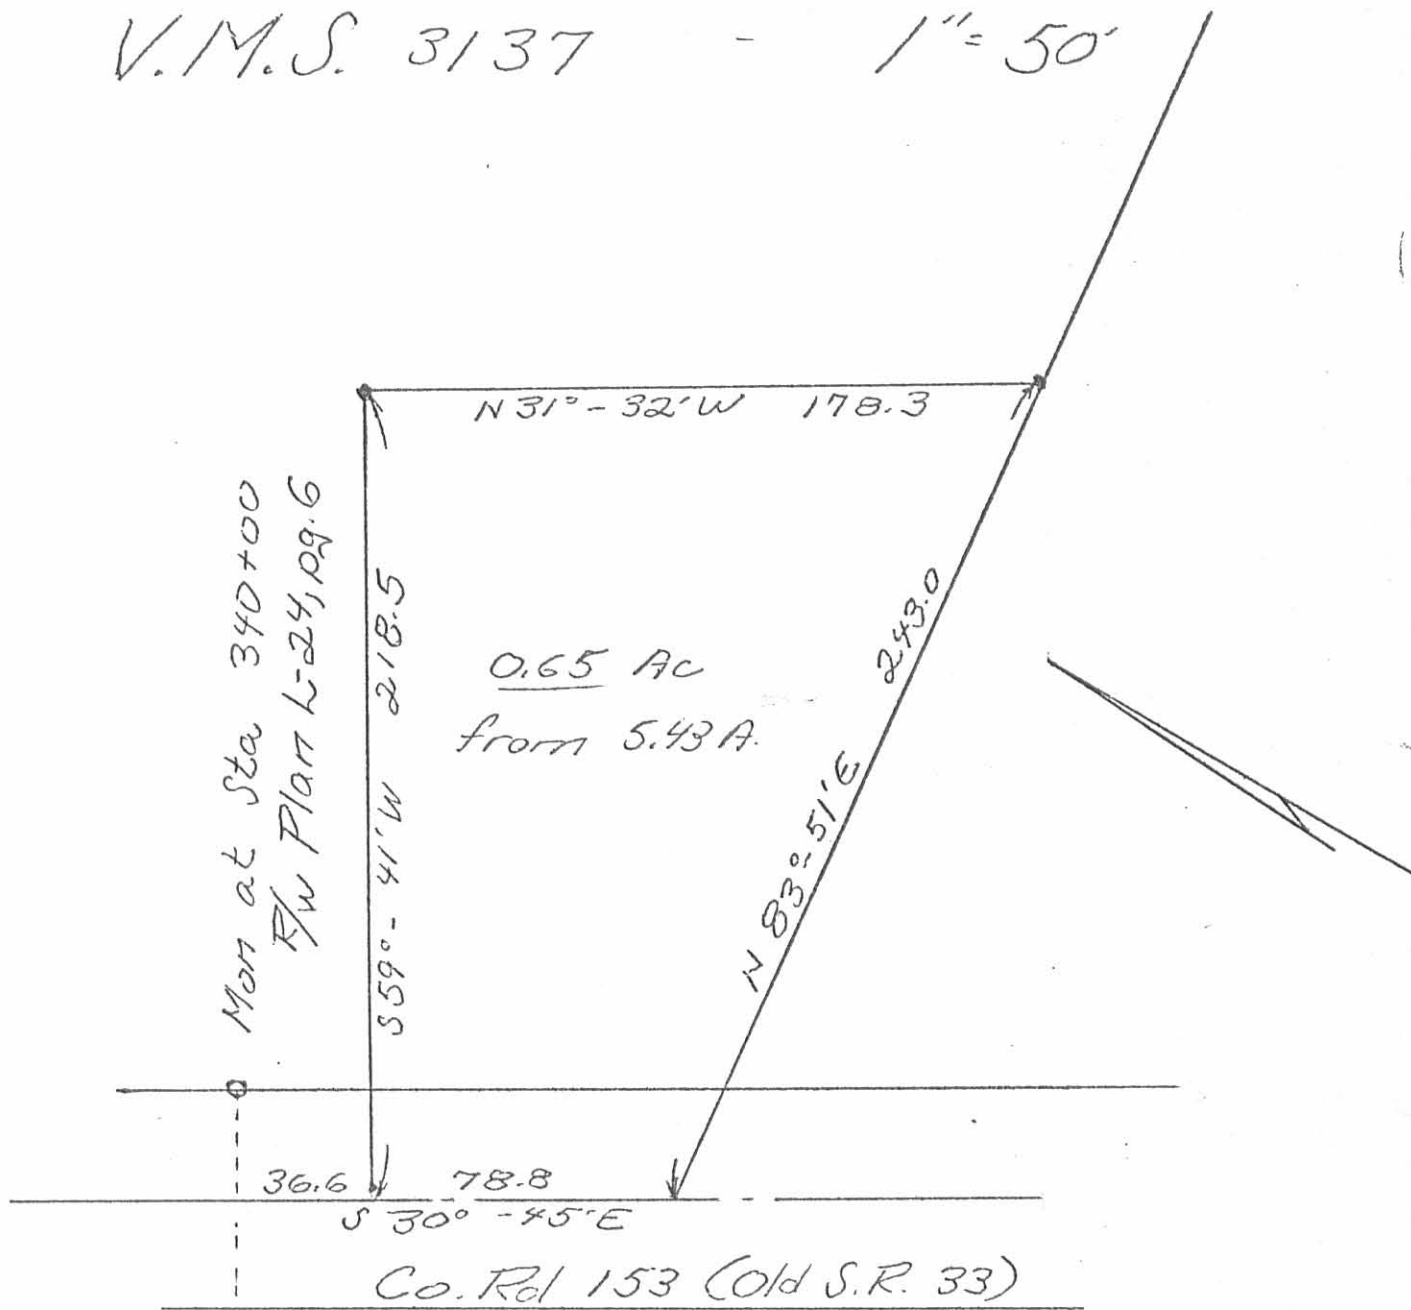 V.M.S. 3137 - 1"= 50'
N 31° - 32' W 178.3
Mon at Sta 340+00
R/W Plan L-24, pg. 6
S 59° - 41' W 218.5
0.65 Ac
from 5.43 A.
N 83° - 51' E 243.0
36.6 78.8
S 30° - 45' E
Co. Rd 153 (Old S.R. 33)